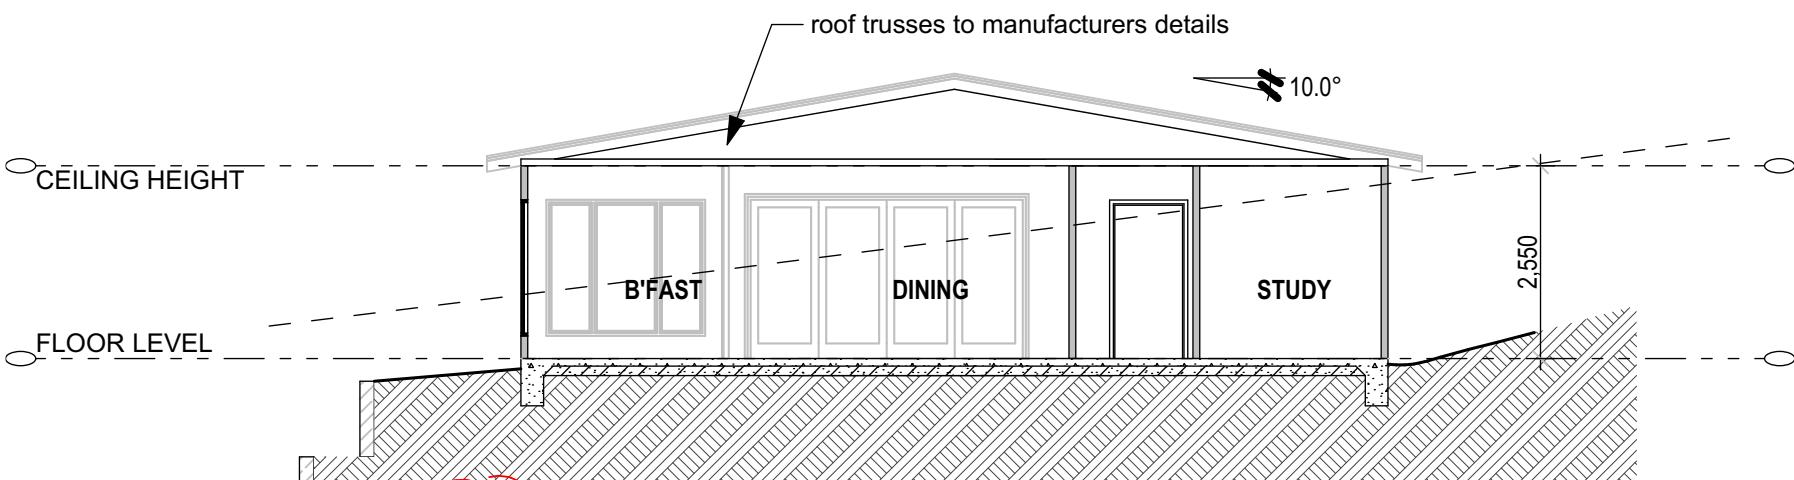 roof trusses to manufacturers details
10.0°
CEILING HEIGHT
2,550
B'FAST
DINING
STUDY
FLOOR LEVEL